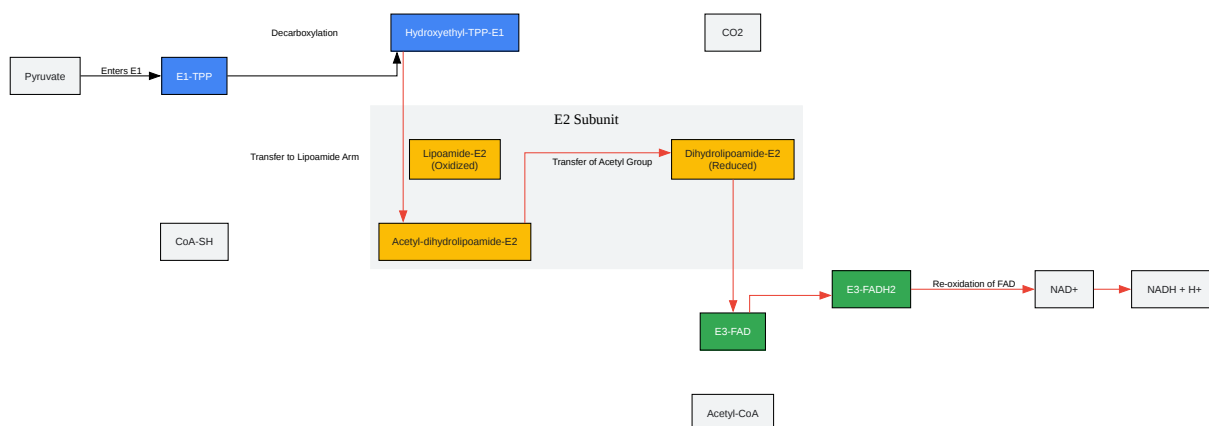 Decarboxylation
Hydroxyethyl-TPP-E1
CO2
Pyruvate
Enters E1
E1-TPP
E2 Subunit
Transfer to Lipoamide Arm
Lipoamide-E2
(Oxidized)
Transfer of Acetyl Group
Dihydrolipoamide-E2
(Reduced)
CoA-SH
Acetyl-dihydrolipoamide-E2
E3-FADH2
Re-oxidation of FAD
NAD+
NADH + H+
E3-FAD
Acetyl-CoA